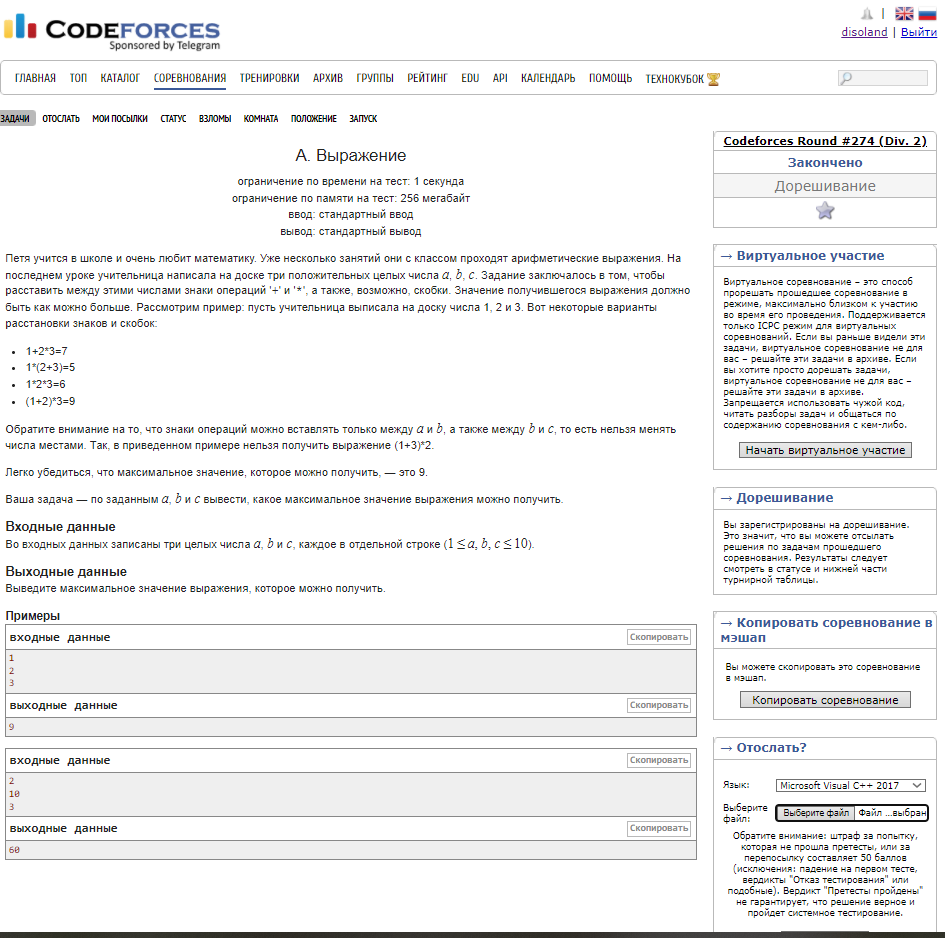 CODEFORCES
Sponsored by Telegram
disoland | Выйти
ГЛАВНАЯ ТОП КАТАЛОГ СОРЕВНОВАНИЯ ТРЕНИРОВКИ АРХИВ ГРУППЫ РЕЙТИНГ EDU API КАЛЕНДАРЬ ПОМОЩЬ ТЕХНОКУБОК
ЗАДАЧИ ОТОСЛАТЬ МОИ ПОСЫЛКИ СТАТУС ВЗЛОМЫ КОМНАТА ПОЛОЖЕНИЕ ЗАПУСК
A. Выражение
ограничение по времени на тест: 1 секунда
ограничение по памяти на тест: 256 мегабайт
ввод: стандартный ввод
вывод: стандартный вывод
Петя учится в школе и очень любит математику. Уже несколько занятий они с классом проходят арифметические выражения. На
последнем уроке учительница написала на доске три положительных целых числа a, b, c. Задание заключалось в том, чтобы
расставить между этими числами знаки операций '+' и '*', а также, возможно, скобки. Значение получившегося выражения должно
быть как можно больше. Рассмотрим пример: пусть учительница выписала на доску числа 1, 2 и 3. Вот некоторые варианты
расстановки знаков и скобок:
• 1+2*3=7
• 1*(2+3)=5
• 1*2*3=6
• (1+2)*3=9
Обратите внимание на то, что знаки операций можно вставлять только между a и b, а также между b и c, то есть нельзя менять
числа местами. Так, в приведенном примере нельзя получить выражение (1+3)*2.
Легко убедиться, что максимальное значение, которое можно получить, — это 9.
Ваша задача — по заданным a, b и c вывести, какое максимальное значение выражения можно получить.
Входные данные
Во входных данных записаны три целых числа a, b и c, каждое в отдельной строке (1 ≤ a, b, c ≤ 10).
Выходные данные
Выведите максимальное значение выражения, которое можно получить.
Примеры
входные данные Скопировать
1
2
3
выходные данные Скопировать
9
входные данные Скопировать
2
10
3
выходные данные Скопировать
60
Codeforces Round #274 (Div. 2)
Закончено
Дорешивание
→ Виртуальное участие
Виртуальное соревнование – это способ
прорешать прошедшее соревнование в
режиме, максимально близком к участию
во время его проведения. Поддерживается
только ICPC режим для виртуальных
соревнований. Если вы раньше видели эти
задачи, виртуальное соревнование не для
вас – решайте эти задачи в архиве. Если
вы хотите просто дорешать задачи,
виртуальное соревнование не для вас –
решайте эти задачи в архиве.
Запрещается использовать чужой код,
читать разборы задач и общаться по
содержанию соревнования с кем-либо.
Начать виртуальное участие
→ Дорешивание
Вы зарегистрированы на дорешивание.
Это значит, что вы можете отсылать
решения по задачам прошедшего
соревнования. Результаты следует
смотреть в статусе и нижней части
турнирной таблицы.
→ Копировать соревнование в
мэшап
Вы можете скопировать это соревнование
в мэшап.
Копировать соревнование
→ Отослать?
Язык: Microsoft Visual C++ 2017
Выберите
файл: Выберите файл Файл ...выбран
Обратите внимание: штраф за попытку,
которая не прошла претесты, или за
перепосылку составляет 50 баллов
(исключения: падение на первом тесте,
вердикты "Отказ тестирования" или
подобные). Вердикт "Претесты пройдены"
не гарантирует, что решение верное и
пройдет системное тестирование.